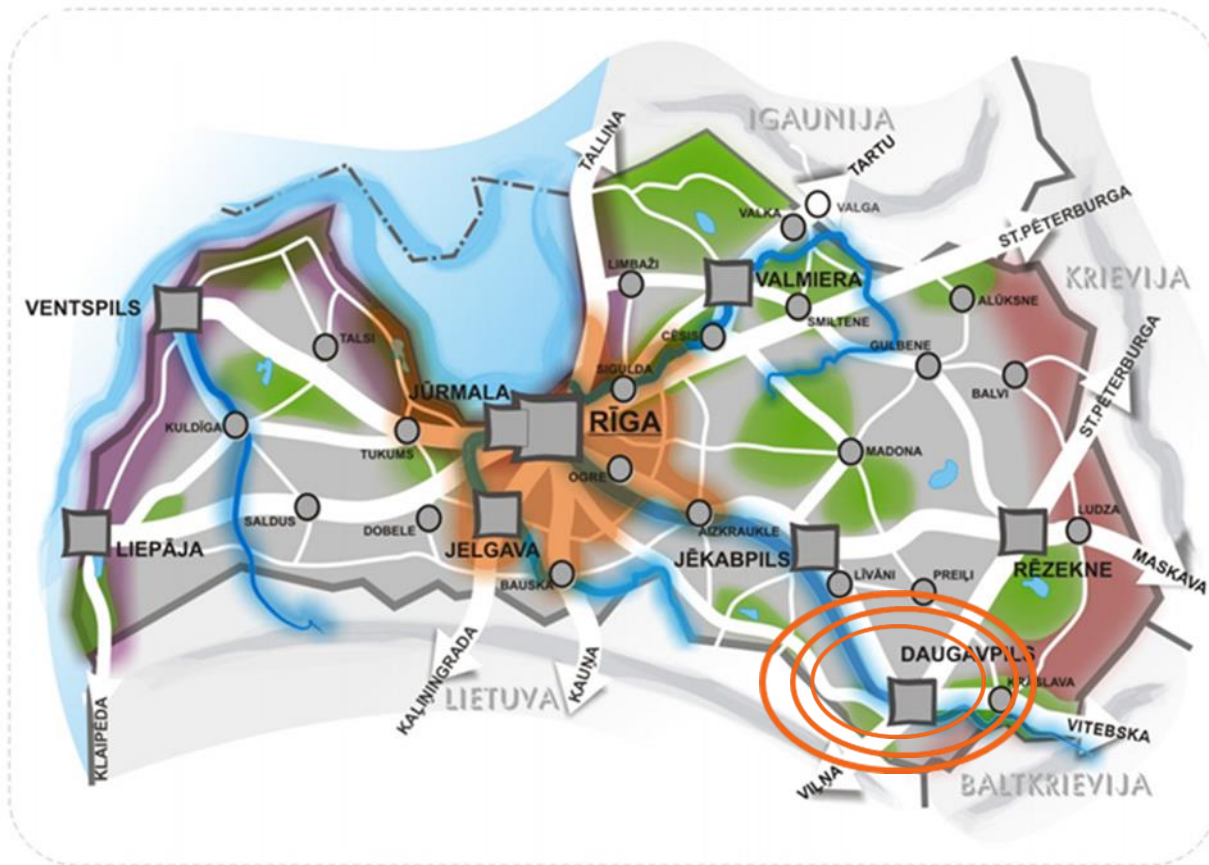 IGAUNIJA
TALLINA
TARTU
VALKA
VALGA
ST.PĒTERBURGA
LIMBAŽI
KRIEVIJA
VALMIERA
VENTSPILS
ALŪKSNE
SMILTENE
TALSI
CĒSIS
GULBENE
SIGULDA
ST.PĒTERBURGA
BALVI
JŪRMALA
RĪGA
KULDĪGA
TUKUMS
MADONA
OGRE
SALDUS
DOBELE
AIZKRAUKLE
LUDZA
LIEPĀJA
JELGAVA
JĒKABPILS
RĒZEKNE
MASKAVA
BAUSKA
LĪVĀNI
PREIĻI
DAUGAVPILS
KRĀSLAVA
KLAIPĒDA
KAĻIŅINGRADA
LIETUVA
KAUŅA
VITEBSKA
VIĻŅA
BALTKRIEVIJA